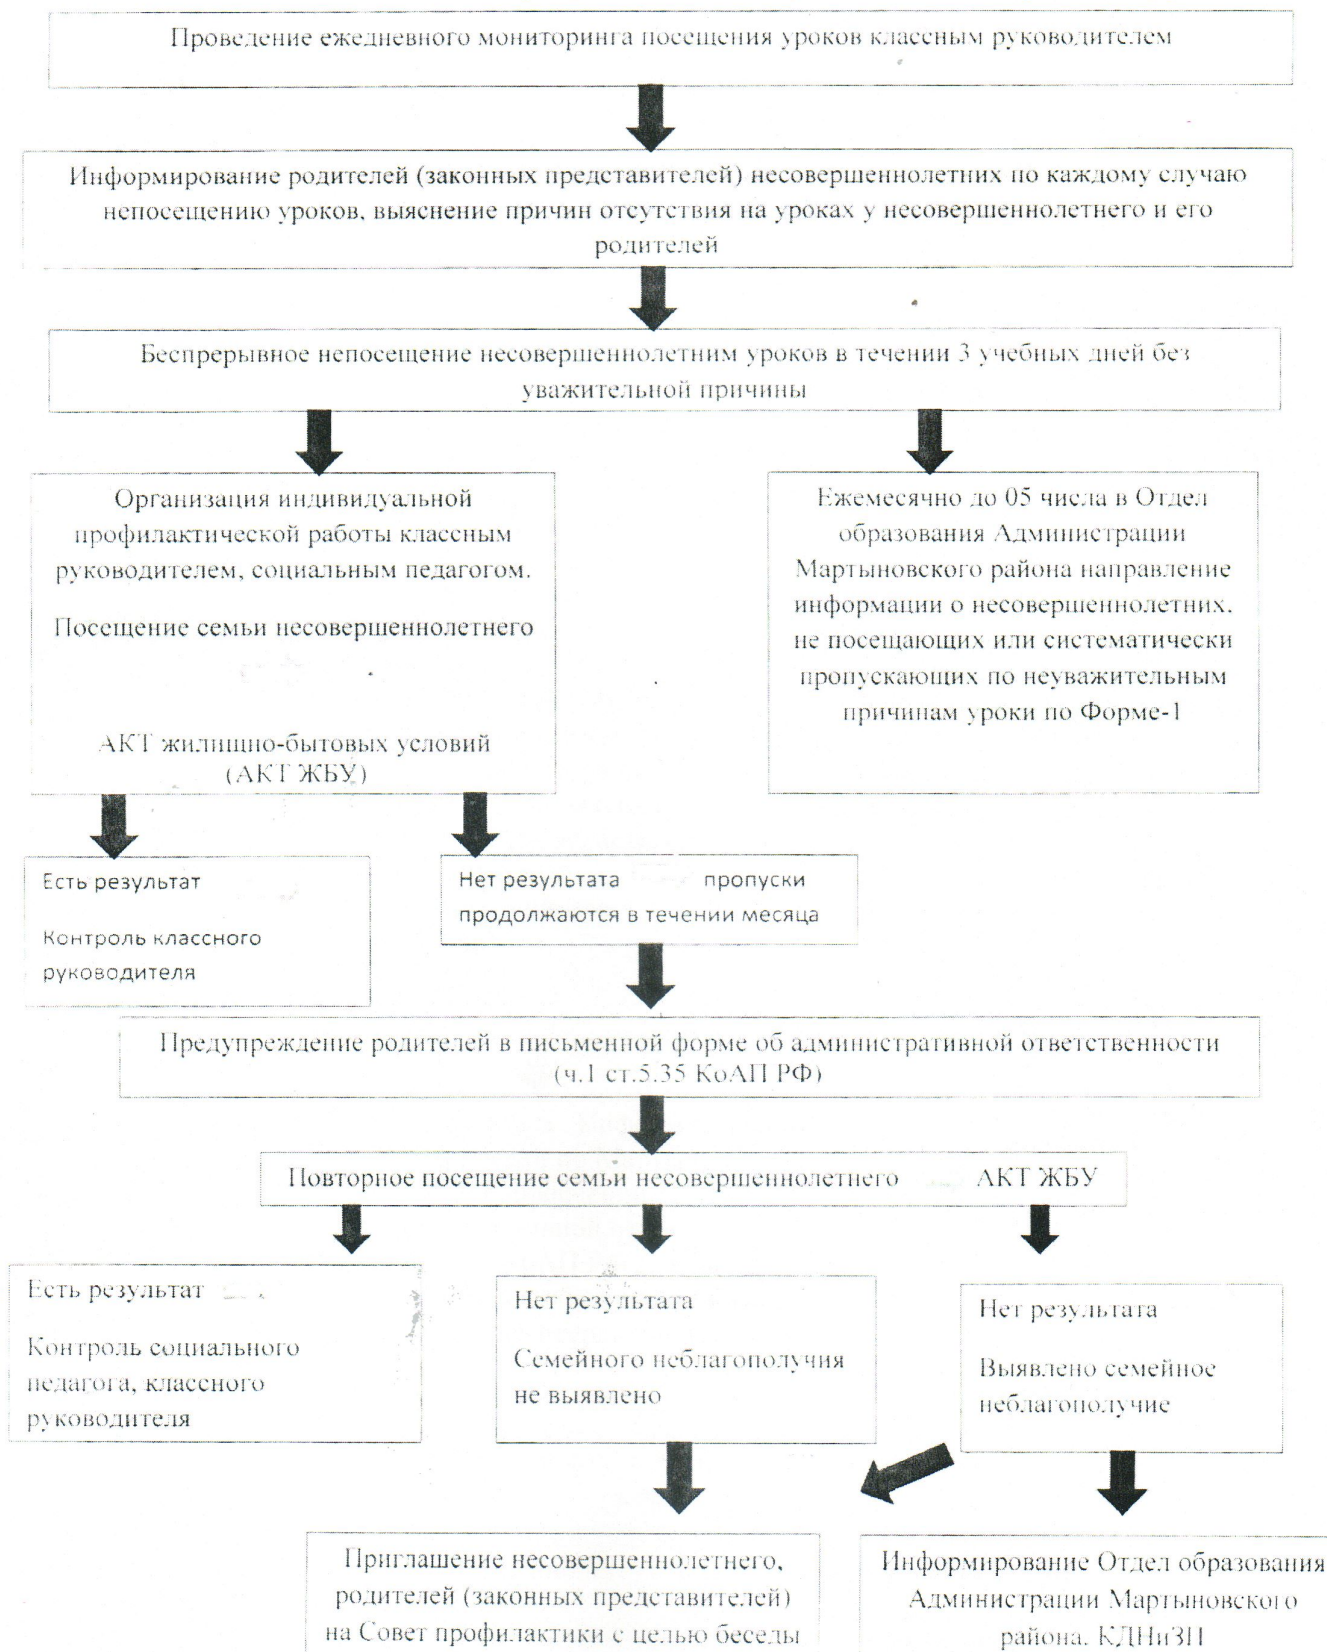 Проведение ежедневного мониторинга посещения уроков классным руководителем
Информирование родителей (законных представителей) несовершеннолетних по каждому случаю
непосещению уроков, выяснение причин отсутствия на уроках у несовершеннолетнего и его
родителей
Беспрерывное непосещение несовершеннолетним уроков в течении 3 учебных дней без
уважительной причины
Организация индивидуальной
профилактической работы классным
руководителем, социальным педагогом.
Посещение семьи несовершеннолетнего
АКТ жилищно-бытовых условий
(АКТ ЖБУ)
Ежемесячно до 05 числа в Отдел
образования Администрации
Мартыновского района направление
информации о несовершеннолетних,
не посещающих или систематически
пропускающих по неуважительным
причинам уроки по Форме-1
Есть результат
Контроль классного
руководителя
Нет результата пропуски
продолжаются в течении месяца
Предупреждение родителей в письменной форме об административной ответственности
(ч.1 ст.5.35 КоАП РФ)
Повторное посещение семьи несовершеннолетнего АКТ ЖБУ
Есть результат
Контроль социального
педагога, классного
руководителя
Нет результата
Семейного неблагополучия
не выявлено
Нет результата
Выявлено семейное
неблагополучие
Приглашение несовершеннолетнего,
родителей (законных представителей)
на Совет профилактики с целью беседы
Информирование Отдел образования
Администрации Мартыновского
района, КДНиЗП